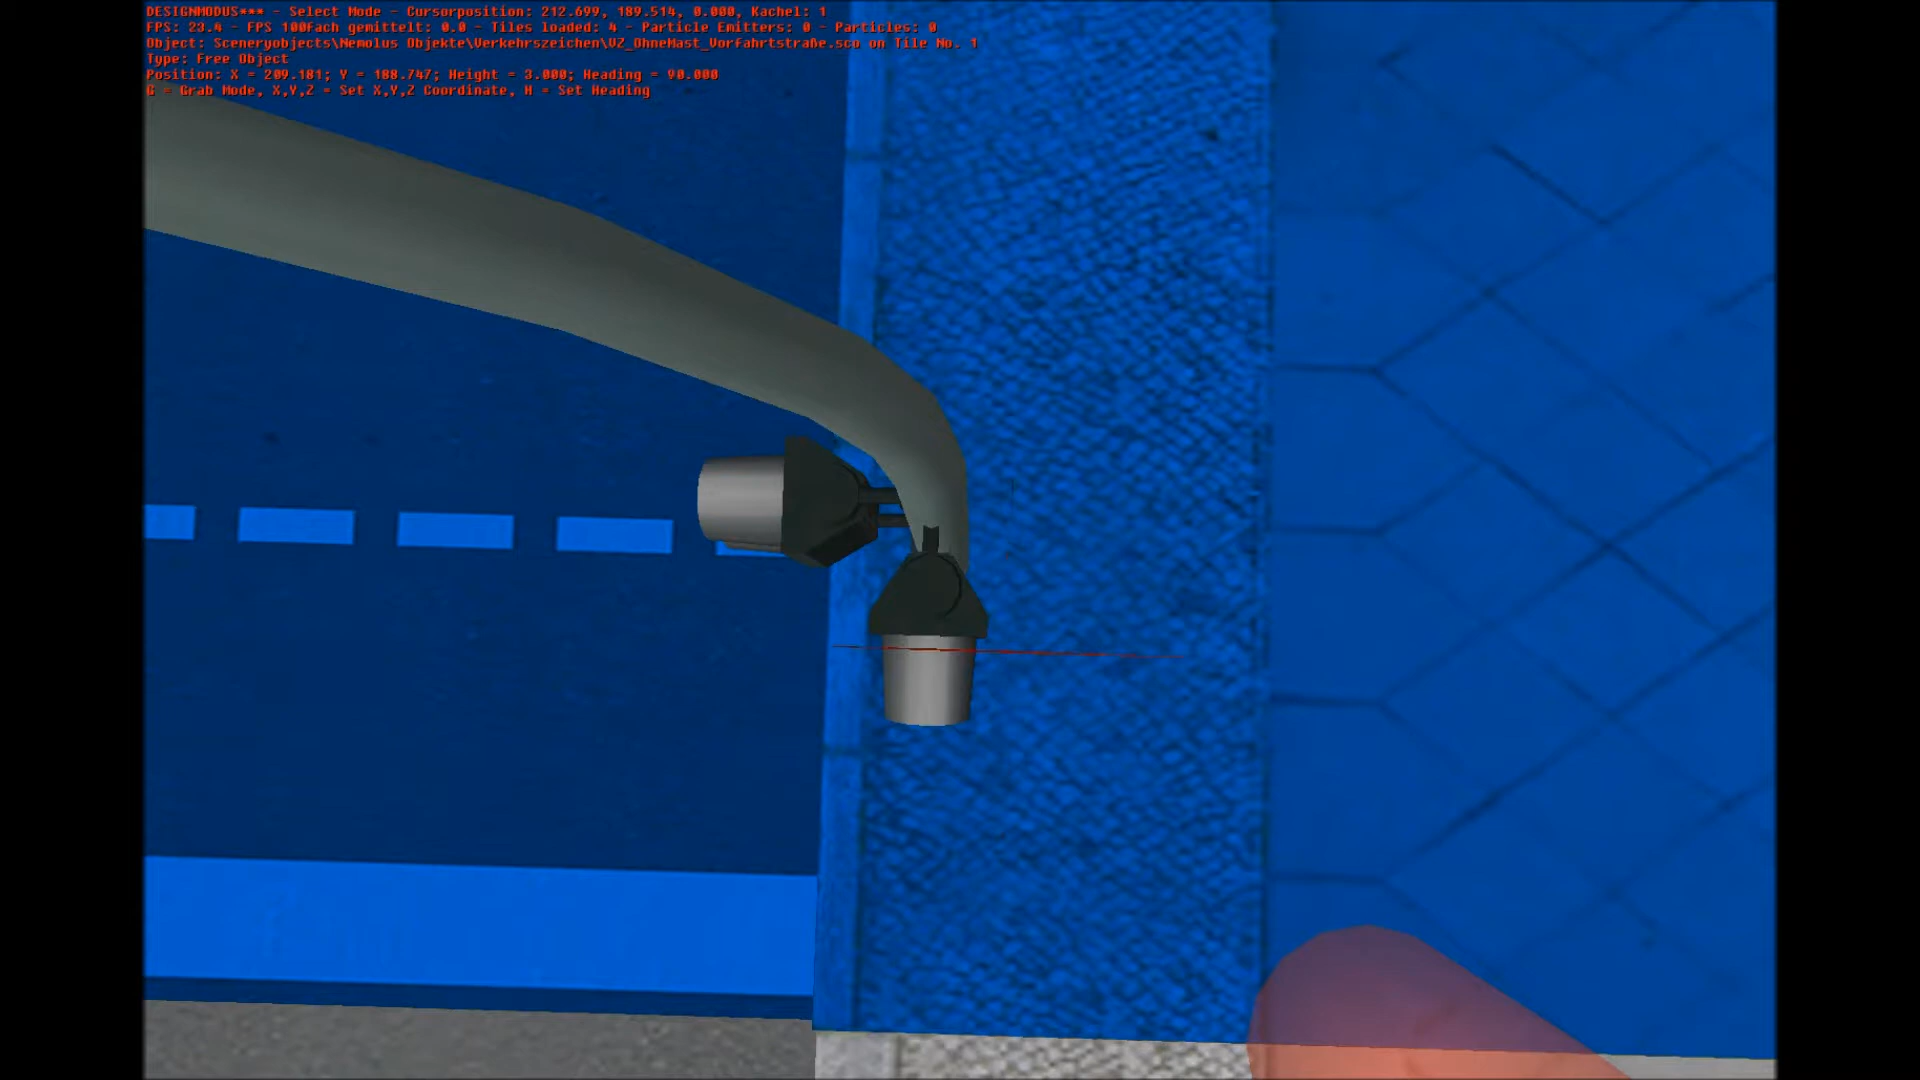 DESIGNMODUS*** - Select Mode - Cursorposition: 212.699, 189.514, 0.000, Kachel: 1
FPS: 23.4 - FPS 100fach gemittelt: 0.0 - Tiles loaded: 4 - Particle Emitters: 0 - Particles: 0
Object: Sceneryobjects\Nemolus Objekte\Verkehrszeichen\VZ_OhneMast_Vorfahrtstraße.sco on Tile No. 1
Type: Free Object
Position: X = 209.181; Y = 188.747; Height = 3.000; Heading = 90.000
G = Grab Mode, X,Y,Z = Set X,Y,Z Coordinate, H = Set Heading